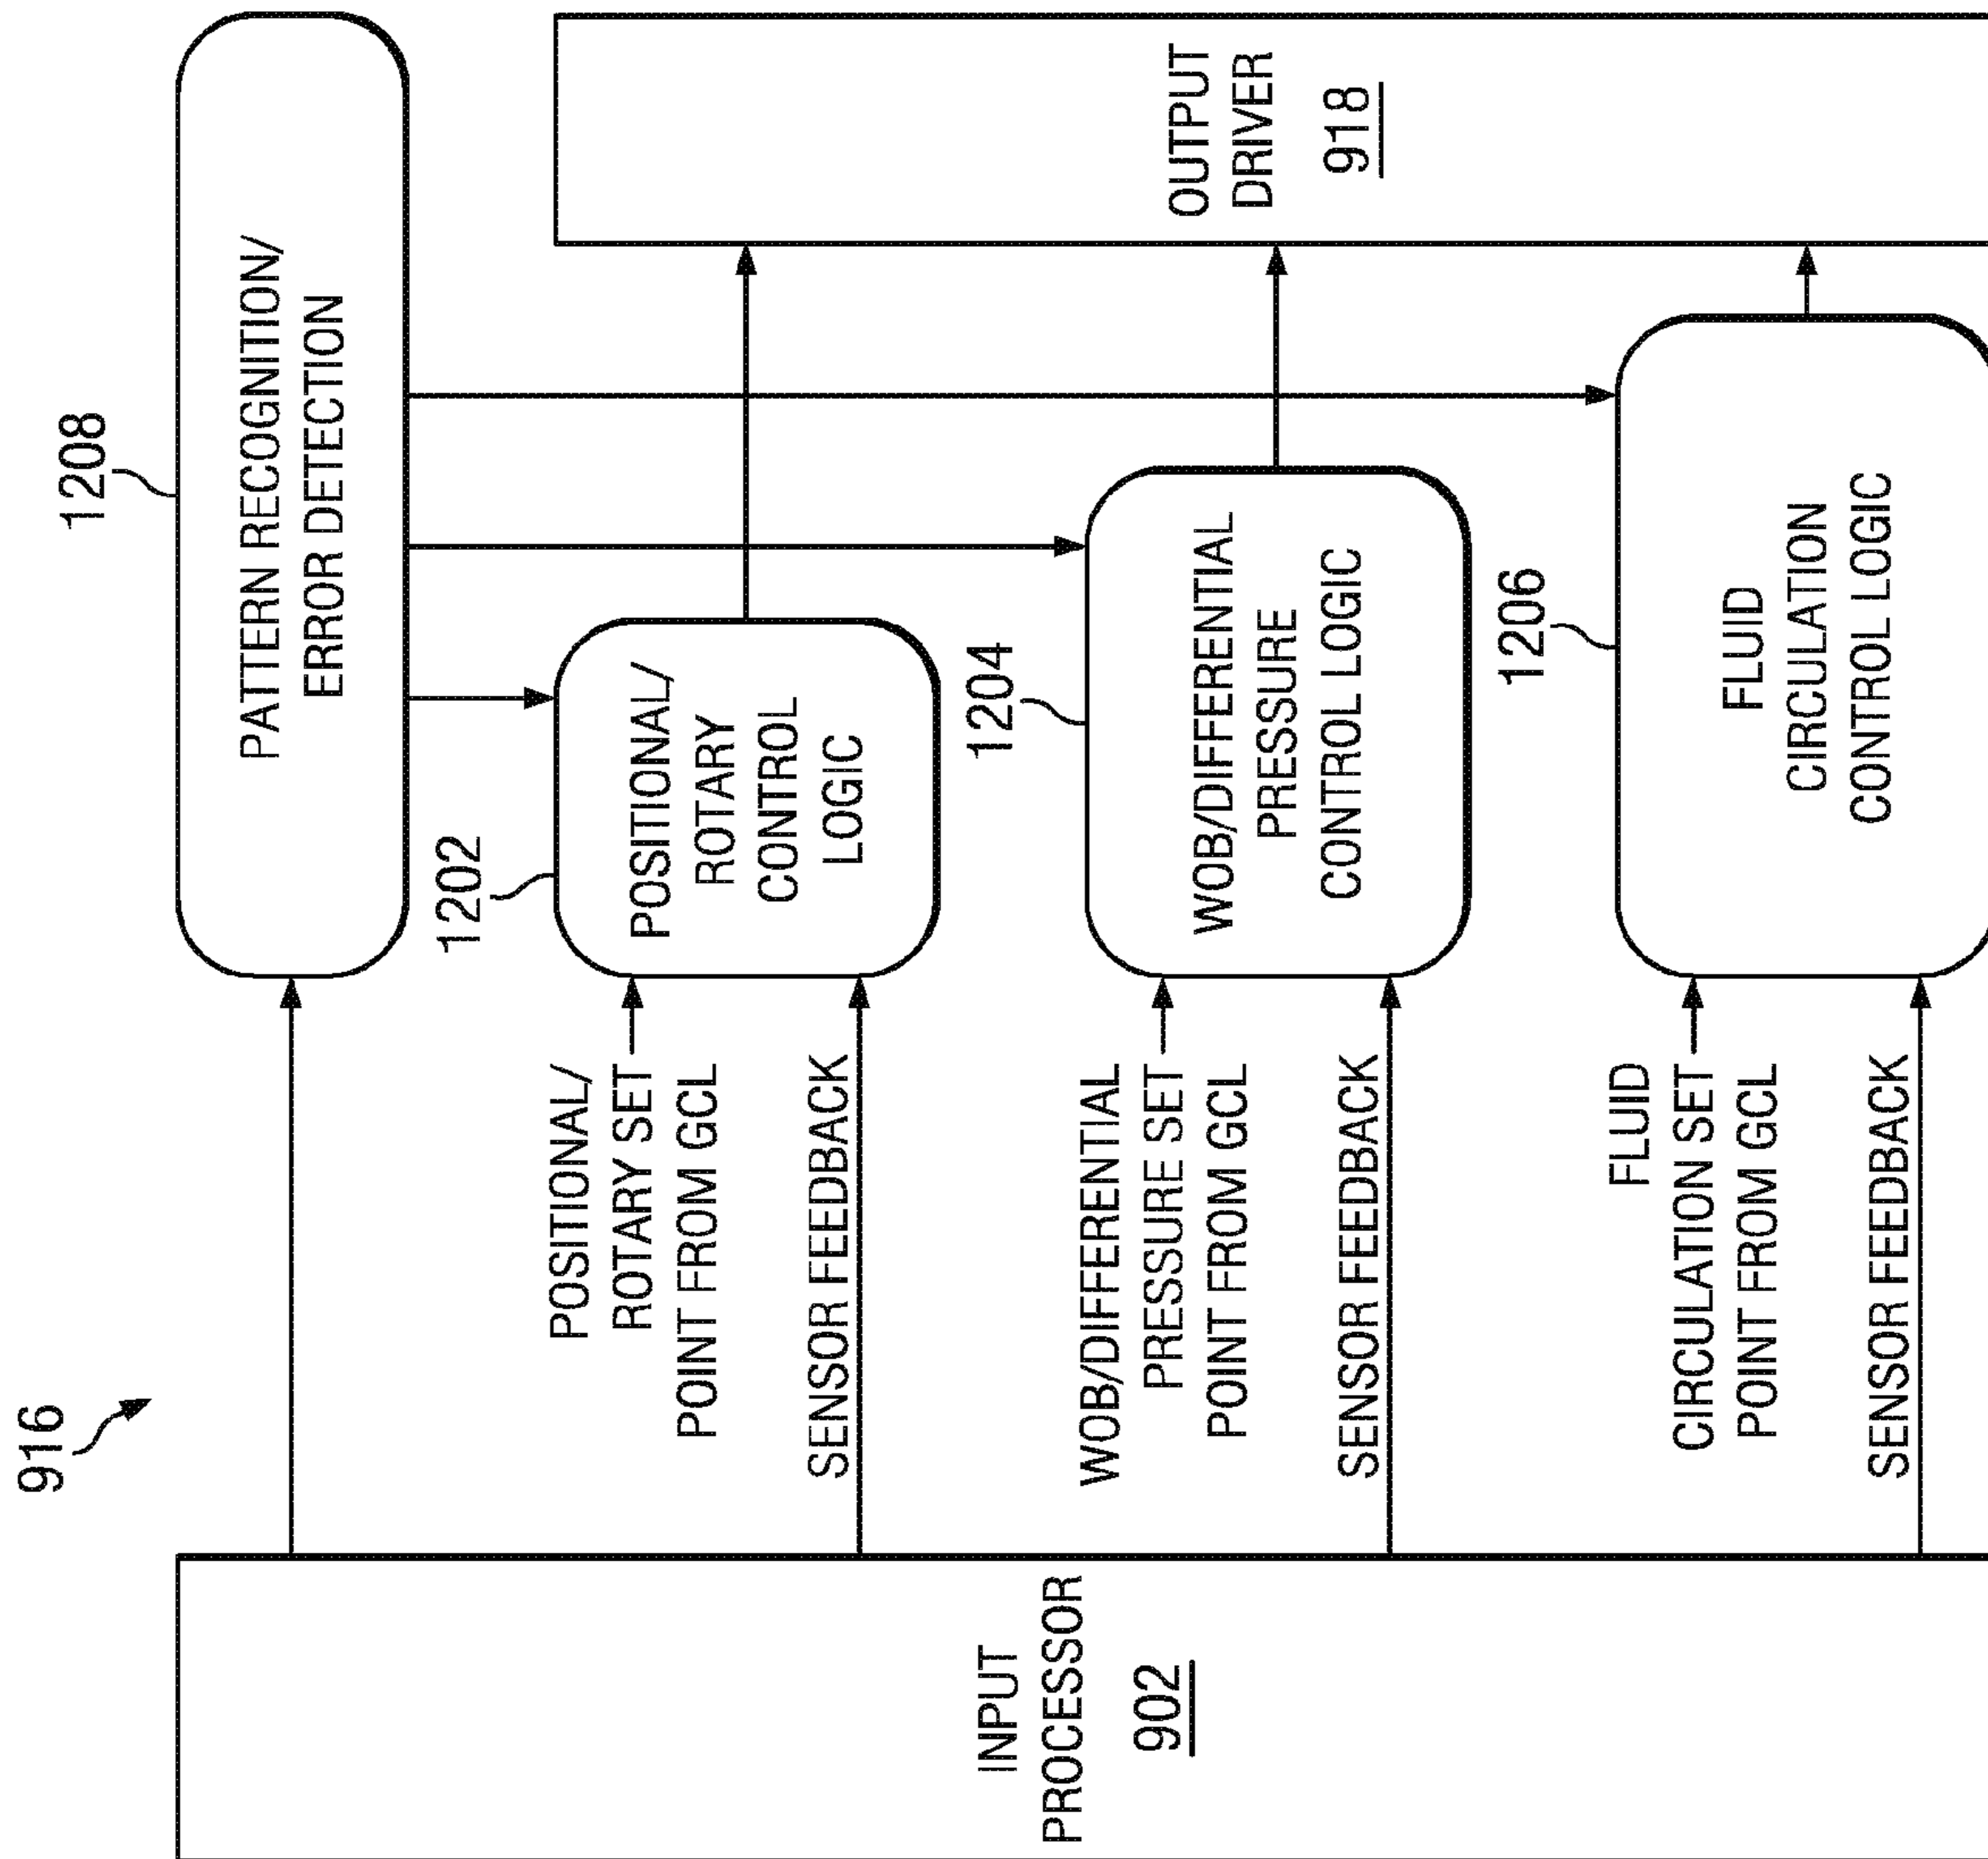 916
1208
PATTERN RECOGNITION/
ERROR DETECTION
INPUT
PROCESSOR
902
POSITIONAL/
ROTARY SET
POINT FROM GCL
SENSOR FEEDBACK
1202
POSITIONAL/
ROTARY
CONTROL
LOGIC
WOB/DIFFERENTIAL
PRESSURE SET
POINT FROM GCL
SENSOR FEEDBACK
1204
WOB/DIFFERENTIAL
PRESSURE
CONTROL LOGIC
FLUID
CIRCULATION SET
POINT FROM GCL
SENSOR FEEDBACK
1206
FLUID
CIRCULATION
CONTROL LOGIC
OUTPUT
DRIVER
918